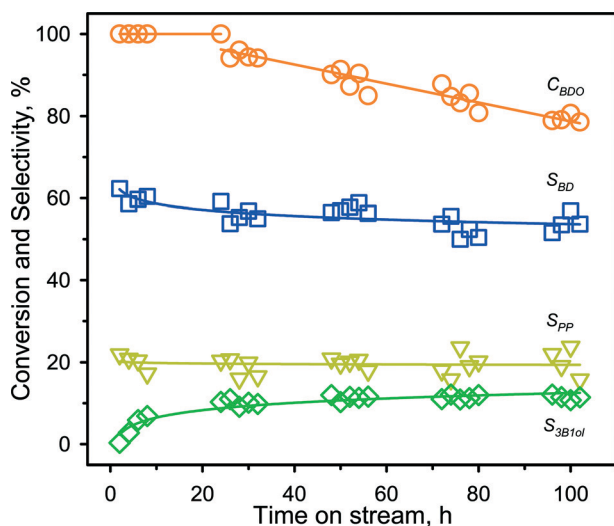 Conversion and Selectivity, %
100
80
60
40
20
0
C_BDO
S_BD
S_PP
S_3B1ol
0 20 40 60 80 100
Time on stream, h